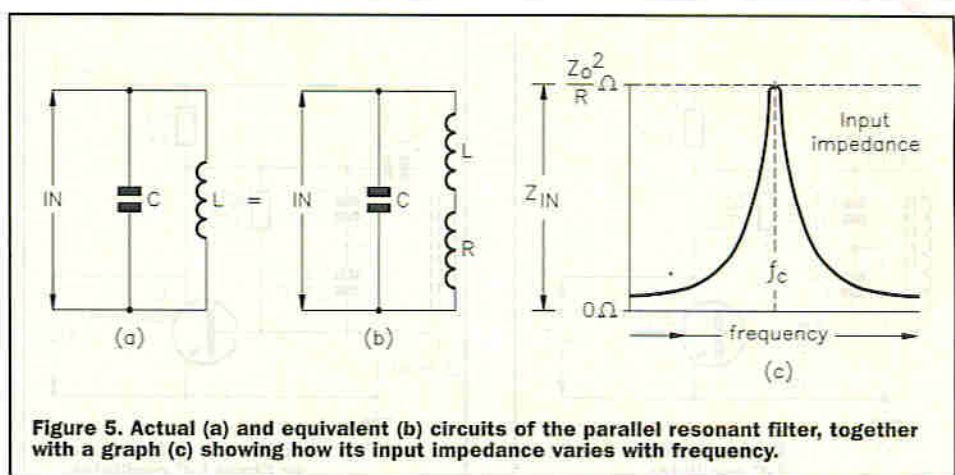 IN
C
L
=
(a)
IN
C
L
R
(b)
Zo²/R Ω
Z IN
0Ω
Input
impedance
fc
frequency
(c)
Figure 5. Actual (a) and equivalent (b) circuits of the parallel resonant filter, together
with a graph (c) showing how its input impedance varies with frequency.